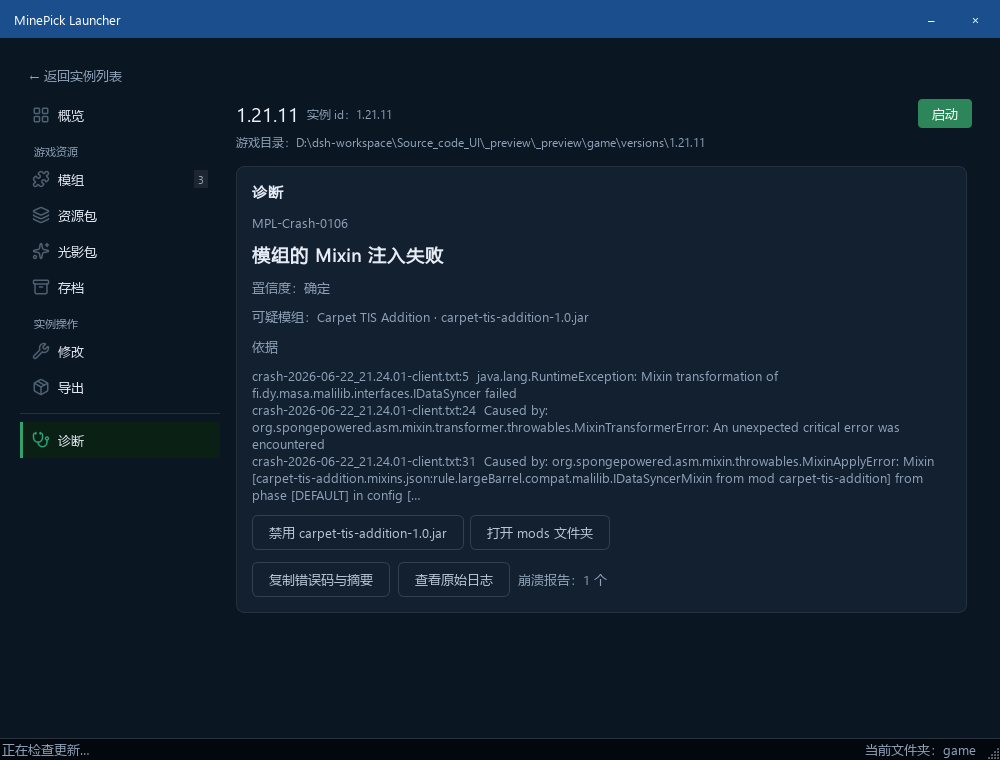 MinePick Launcher
← 返回实例列表
概览
游戏资源
模组 3
资源包
光影包
存档
实例操作
修改
导出
诊断
1.21.11 实例 id：1.21.11
启动
游戏目录：D:\dsh-workspace\Source_code_UI\_preview\_preview\game\versions\1.21.11
诊断
MPL-Crash-0106
模组的 Mixin 注入失败
置信度：确定
可疑模组：Carpet TIS Addition · carpet-tis-addition-1.0.jar
依据
crash-2026-06-22_21.24.01-client.txt:5 java.lang.RuntimeException: Mixin transformation of
fi.dy.masa.malilib.interfaces.IDataSyncer failed
crash-2026-06-22_21.24.01-client.txt:24 Caused by:
org.spongepowered.asm.mixin.transformer.throwables.MixinTransformerError: An unexpected critical error was
encountered
crash-2026-06-22_21.24.01-client.txt:31 Caused by: org.spongepowered.asm.mixin.throwables.MixinApplyError: Mixin
[carpet-tis-addition.mixins.json:rule.largeBarrel.compat.malilib.IDataSyncerMixin from mod carpet-tis-addition] from
phase [DEFAULT] in config [...
禁用 carpet-tis-addition-1.0.jar
打开 mods 文件夹
复制错误码与摘要
查看原始日志
崩溃报告：1 个
正在检查更新...
当前文件夹：game